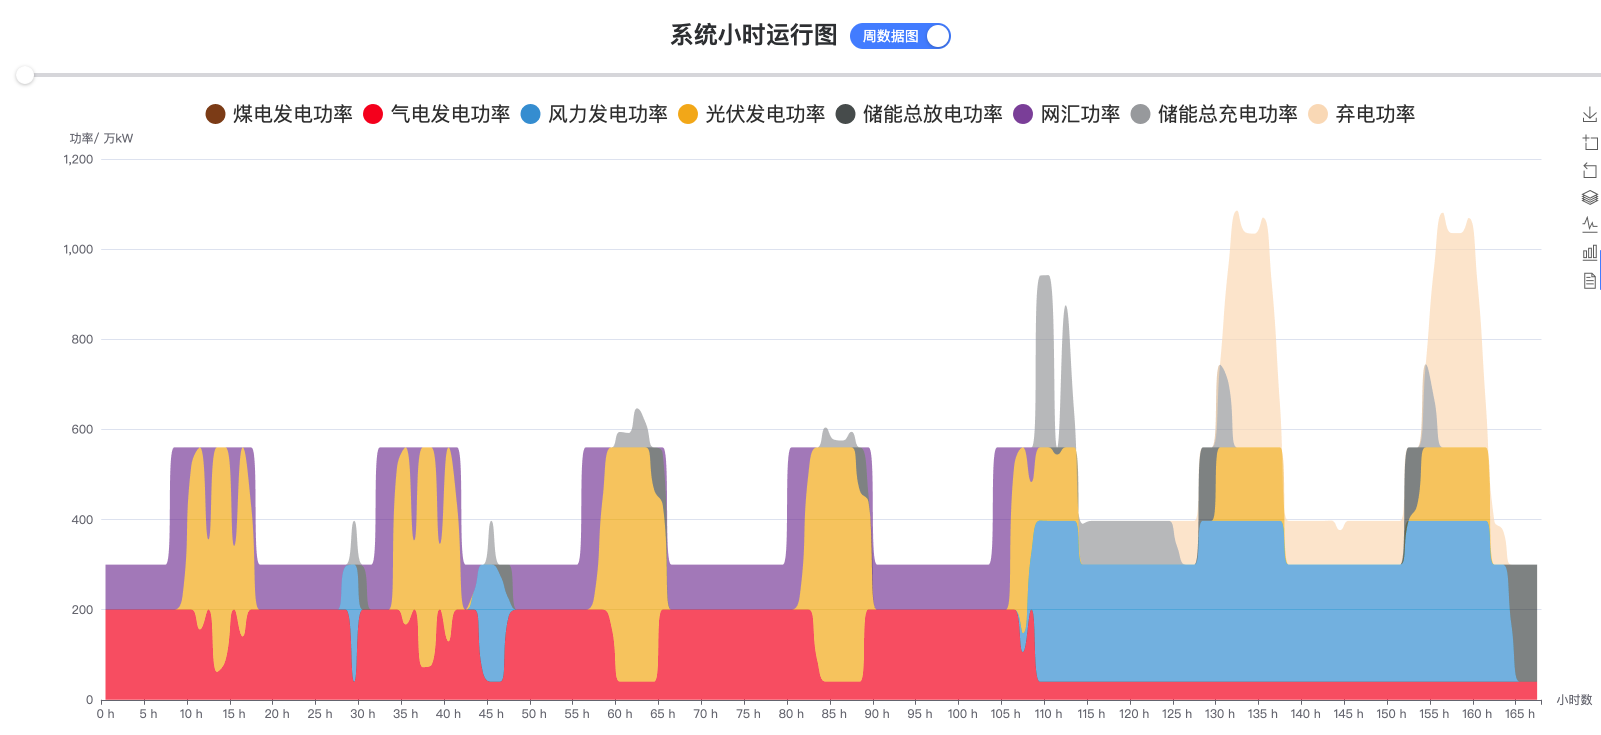 系统小时运行图 周数据图
煤电发电功率 气电发电功率 风力发电功率 光伏发电功率 储能总放电功率 网汇功率 储能总充电功率 弃电功率
功率/ 万kW
1,200
1,000
800
600
400
200
0
0 h 5 h 10 h 15 h 20 h 25 h 30 h 35 h 40 h 45 h 50 h 55 h 60 h 65 h 70 h 75 h 80 h 85 h 90 h 95 h 100 h 105 h 110 h 115 h 120 h 125 h 130 h 135 h 140 h 145 h 150 h 155 h 160 h 165 h
小时数